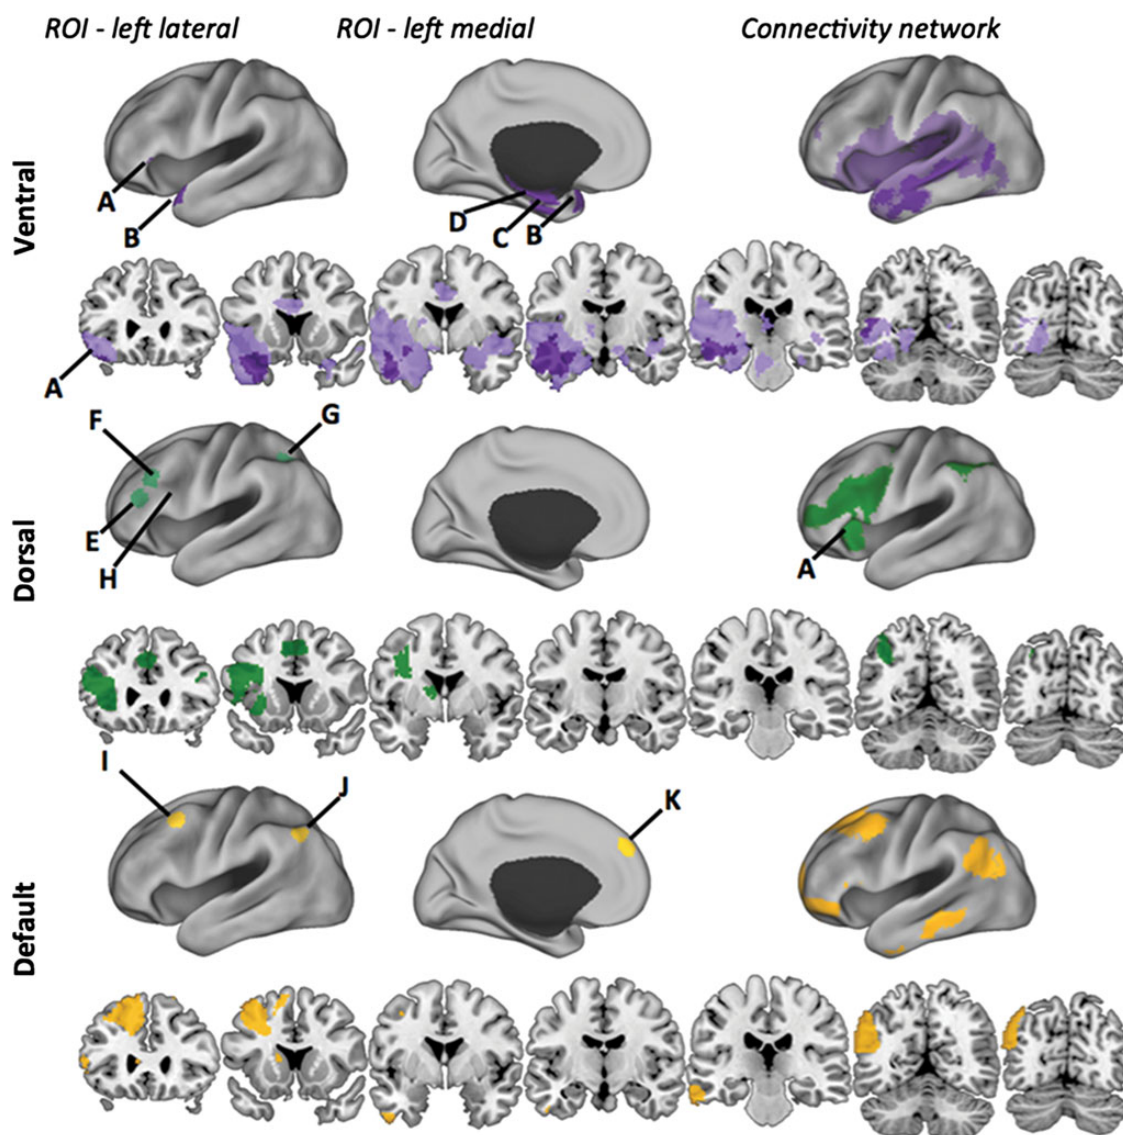 ROI - left lateral
ROI - left medial
Connectivity network
Ventral
A
B
D
C
B
A
Dorsal
F
G
E
H
A
Default
I
J
K